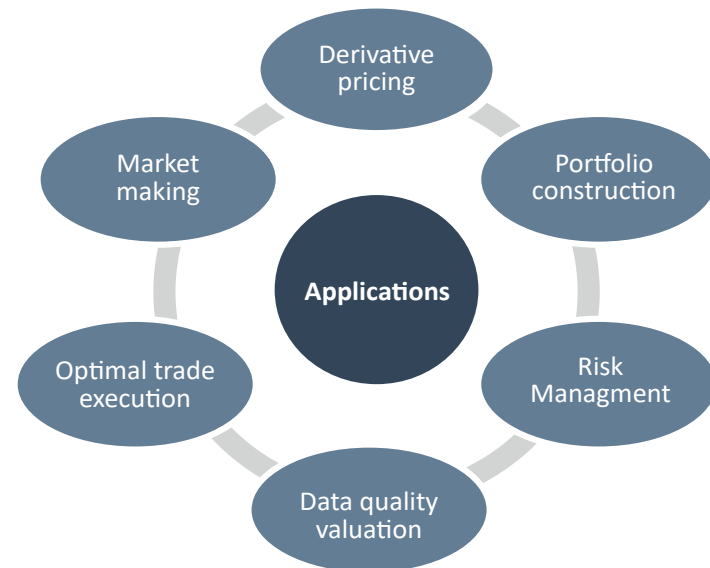 Derivative
pricing
Market
making
Portfolio
construction
Applications
Optimal trade
execution
Risk
Managment
Data quality
valuation